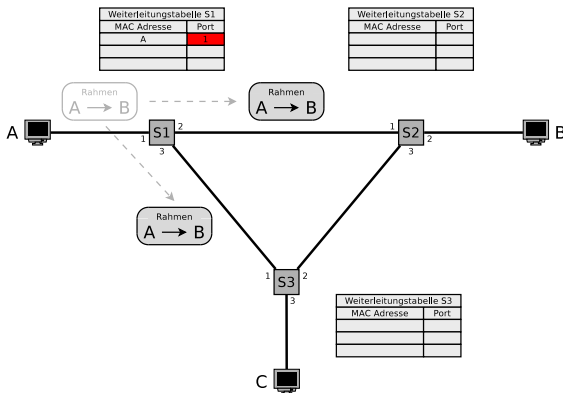 Weiterleitungstabelle S1
MAC Adresse Port
A 1
Weiterleitungstabelle S2
MAC Adresse Port
Rahmen
A B
Rahmen
A B
A
1
S1
2
3
1
S2
2
3
B
Rahmen
A B
1
S3
2
3
Weiterleitungstabelle S3
MAC Adresse Port
C